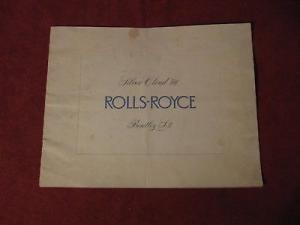 Silver Cloud III
ROLLS-ROYCE
Bentley S3